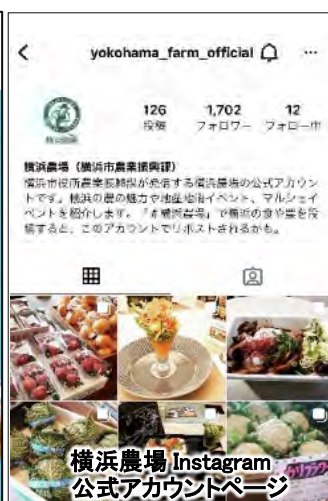 yokohama_farm_official
126 1,702 12
投稿 フォロワー フォロー中
横浜農場（横浜市農業振興課）
横浜市役所農業振興課が発信する横浜農場の公式アカウン
トです。横浜の農の魅力や地産地消イベント、マルシェイ
ベントを紹介します。「#横浜農場」で横浜の食や農を投
稿すると、このアカウントでリポストされるかも。
カリフラワー
横浜農場 Instagram
公式アカウントページ